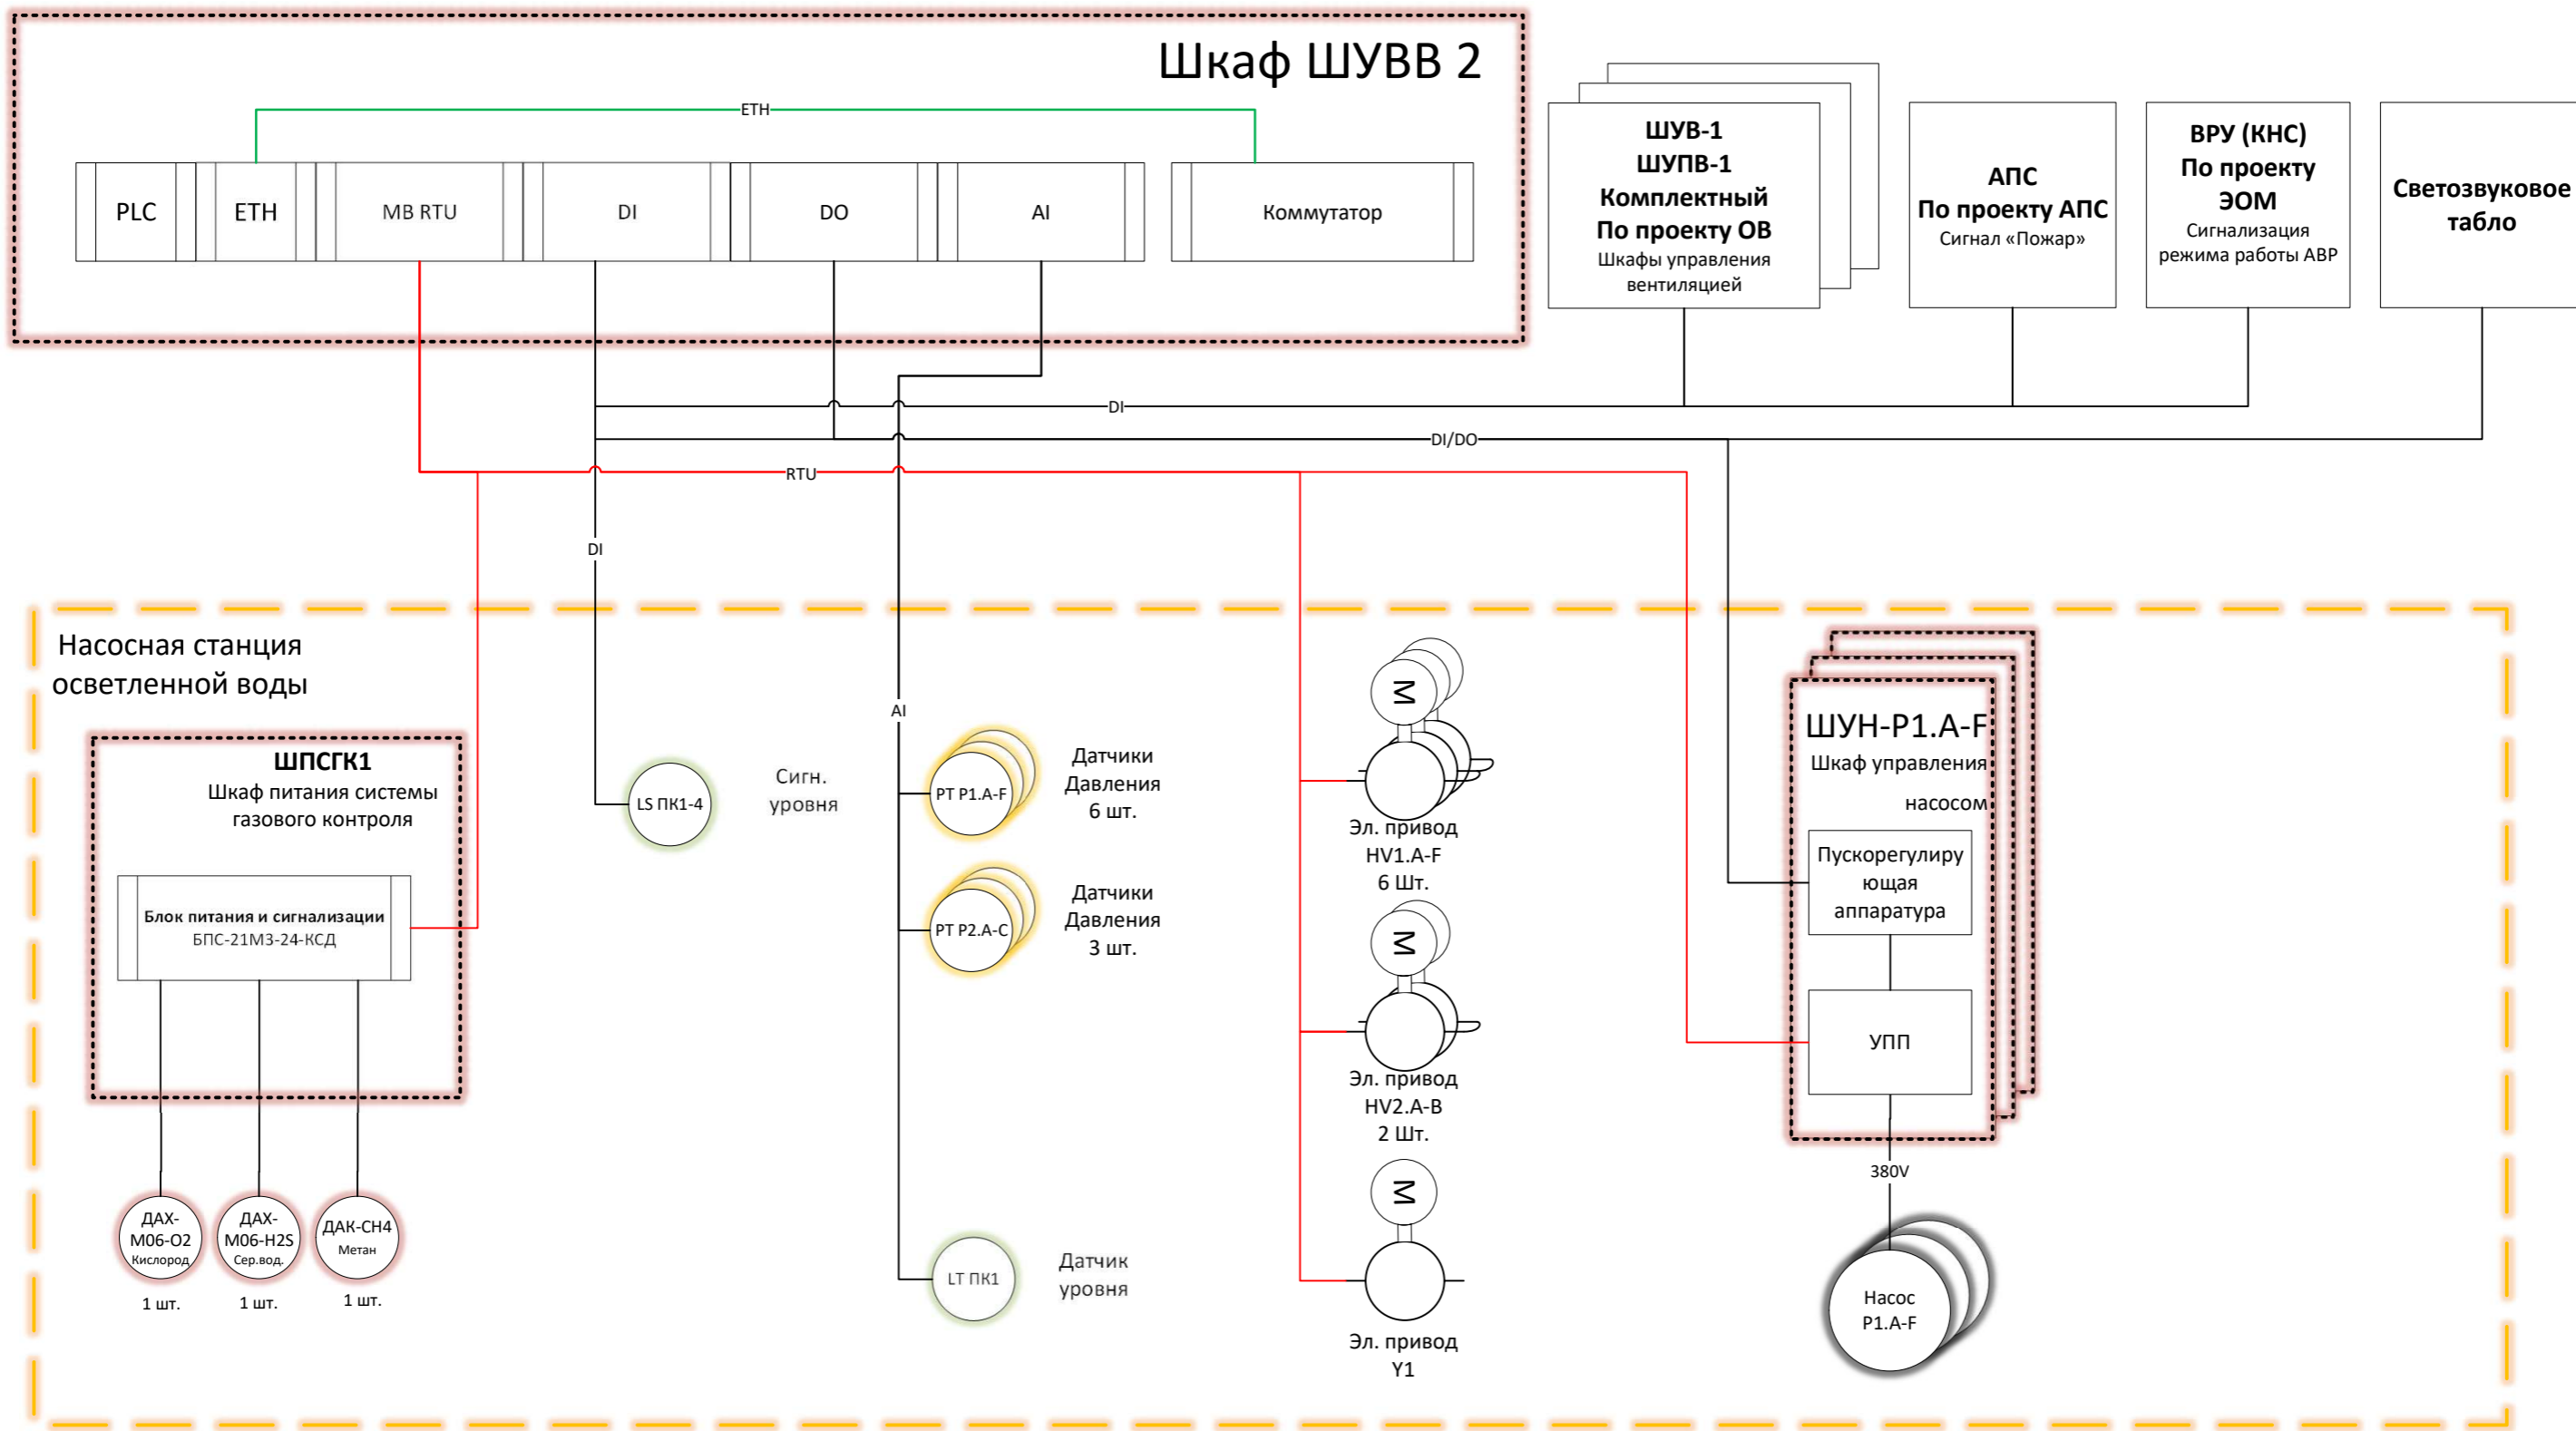 Шкаф ШУВВ 2
ETH
PLC
ETH
MB RTU
DI
DO
AI
Коммутатор
ШУВ-1
ШУПВ-1
Комплектный
По проекту ОВ
Шкафы управления
вентиляцией
АПС
По проекту АПС
Сигнал «Пожар»
ВРУ (КНС)
По проекту
ЭОМ
Сигнализация
режима работы АВР
Светозвуковое
табло
DI
DI/DO
RTU
DI
AI
Насосная станция
осветленной воды
ШПСГК1
Шкаф питания системы
газового контроля
Блок питания и сигнализации
БПС-21М3-24-КСД
ДАХ-
М06-О2
Кислород
1 шт.
ДАХ-
М06-H2S
Сер.вод.
1 шт.
ДАК-СН4
Метан
1 шт.
LS ПК1-4
Сигн.
уровня
PT P1.A-F
Датчики
Давления
6 шт.
PT P2.A-C
Датчики
Давления
3 шт.
LT ПК1
Датчик
уровня
M
Эл. привод
HV1.A-F
6 Шт.
M
Эл. привод
HV2.A-B
2 Шт.
M
Эл. привод
Y1
ШУН-P1.A-F
Шкаф управления
насосом
Пускорегулиру
ющая
аппаратура
УПП
380V
Насос
P1.A-F